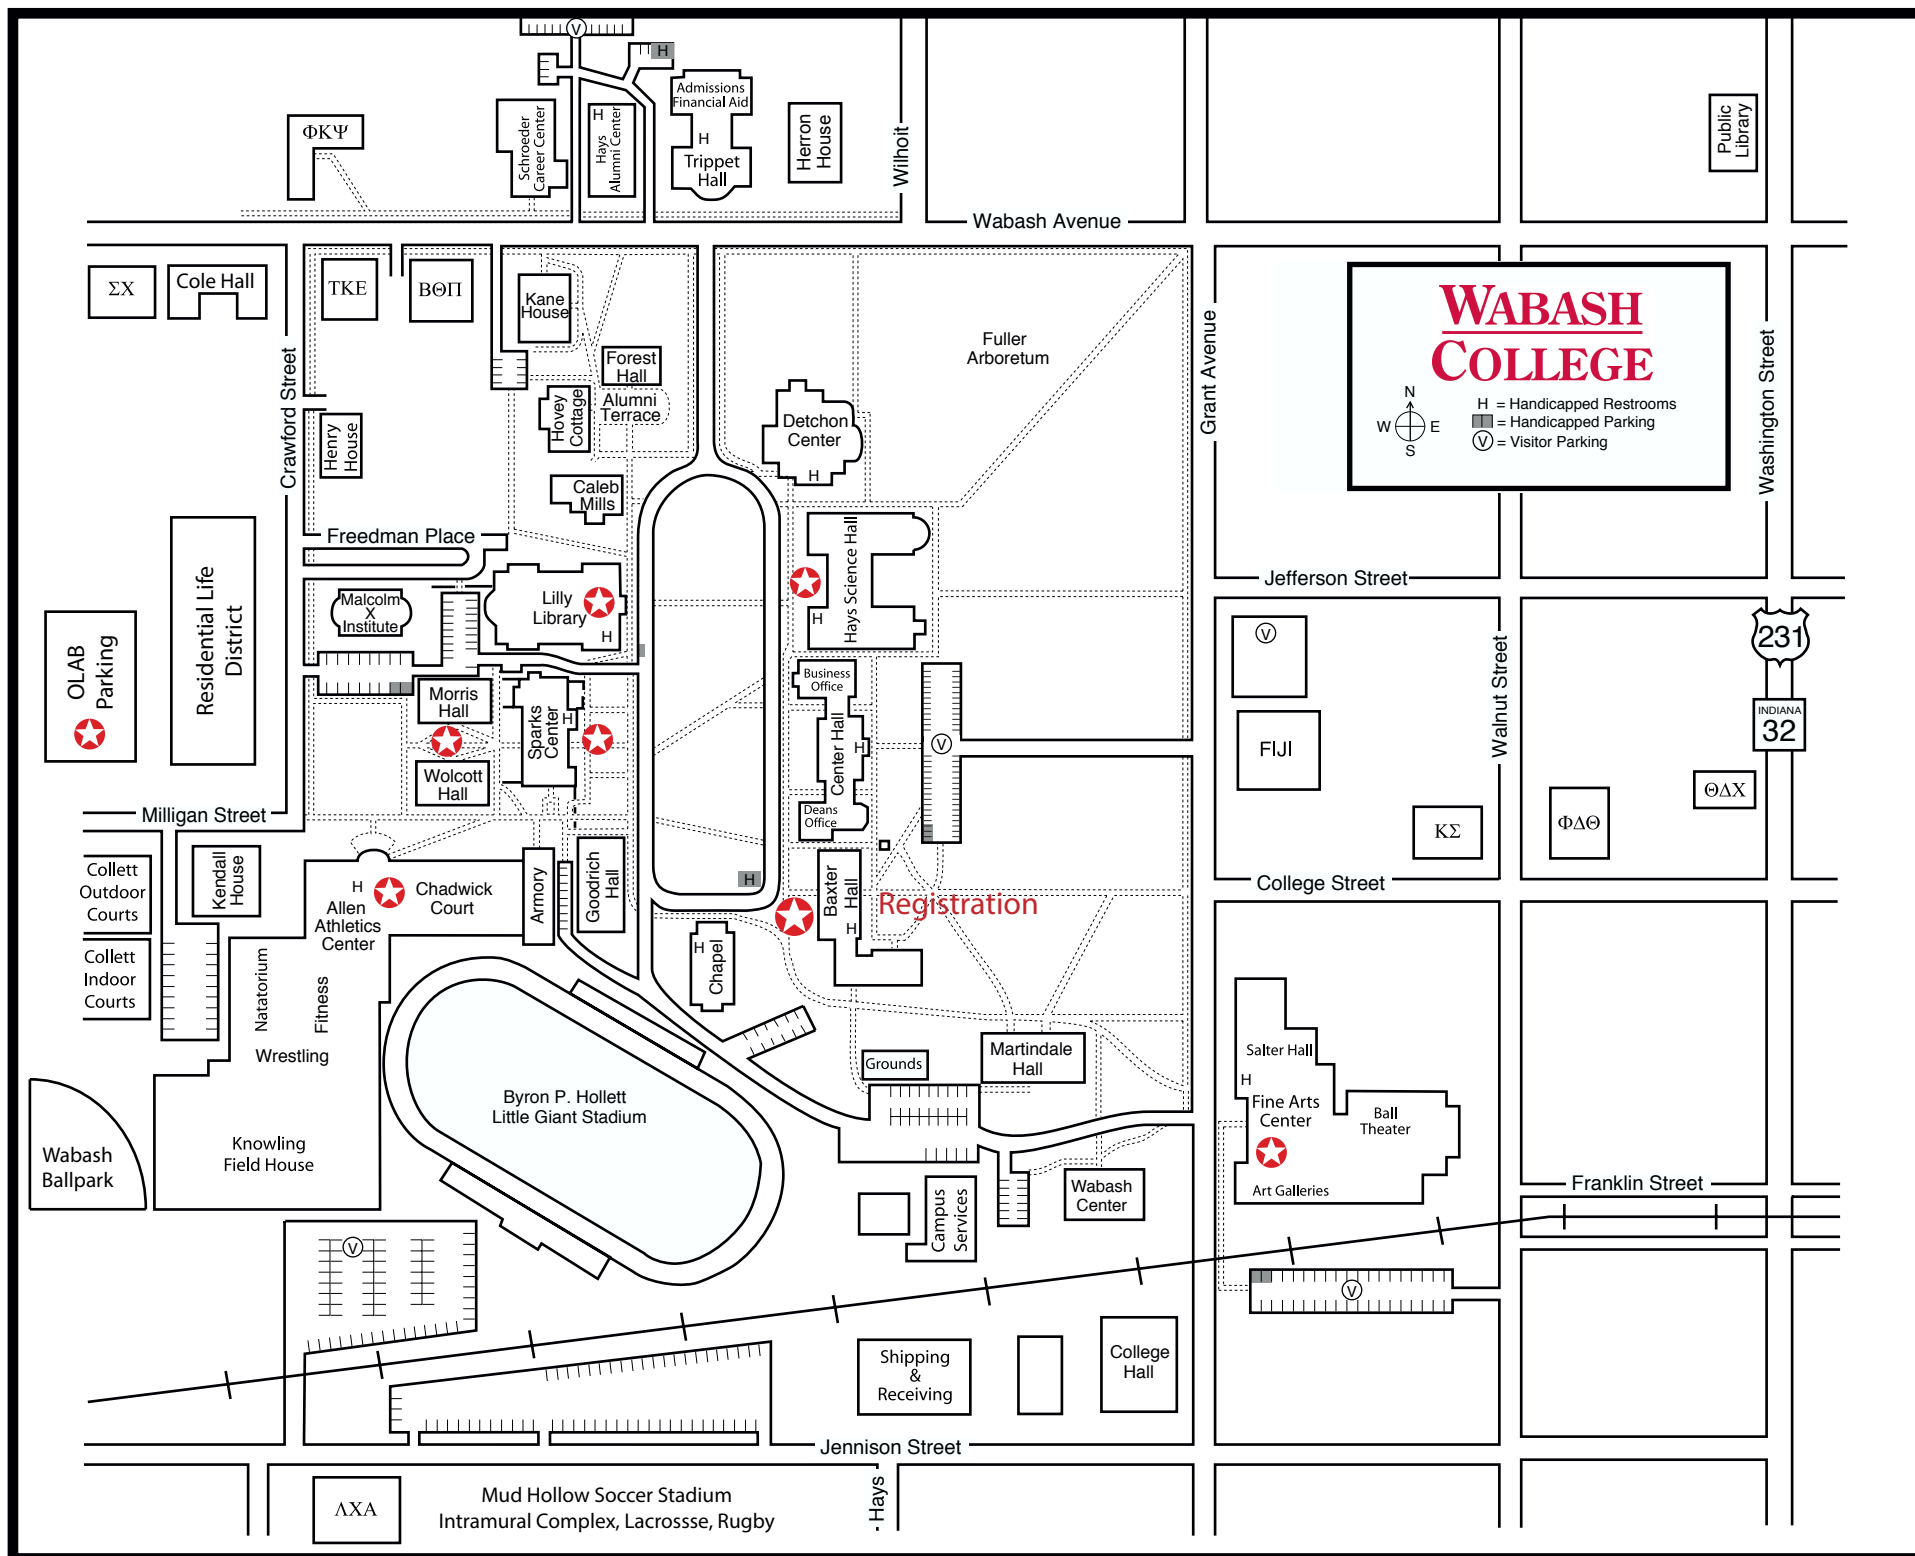 V
H
Admissions
Financial Aid
H
Trippet
Hall
Schroeder
Career Center
H
Hays
Alumni Center
Herron
House
Wilhoit
ΦΚΨ
Public
Library
Wabash Avenue
ΣΧ
Cole Hall
ΤΚΕ
ΒΘΠ
Kane
House
Forest
Hall
Alumni
Terrace
Hovey
Cottage
Crawford Street
Henry
House
Caleb
Mills
Fuller
Arboretum
Detchon
Center
H
Grant Avenue
WABASH
COLLEGE
N
W E
S
H = Handicapped Restrooms
= Handicapped Parking
V = Visitor Parking
Washington Street
Freedman Place
Malcolm
X
Institute
Lilly
Library
H
Hays Science Hall
H
Jefferson Street
V
Walnut Street
231
INDIANA
32
OLAB
Parking
Residential Life
District
Morris
Hall
Wolcott
Hall
Sparks
Center
H
Business
Office
Center Hall
H
Deans
Office
V
FIJI
ΚΣ
ΦΔΘ
ΘΔΧ
Milligan Street
Collett
Outdoor
Courts
Collett
Indoor
Courts
Kendall
House
H
Allen
Athletics
Center
Chadwick
Court
Armory
Goodrich
Hall
H
Baxter
Hall
H
Registration
College Street
H
Chapel
Natatorium
Fitness
Wrestling
Knowling
Field House
Wabash
Ballpark
Byron P. Hollett
Little Giant Stadium
Grounds
Martindale
Hall
Salter Hall
H
Fine Arts
Center
Ball
Theater
Art Galleries
Franklin Street
Campus
Services
Wabash
Center
V
V
Shipping
&
Receiving
College
Hall
Jennison Street
Hays
ΛΧΑ
Mud Hollow Soccer Stadium
Intramural Complex, Lacrossse, Rugby